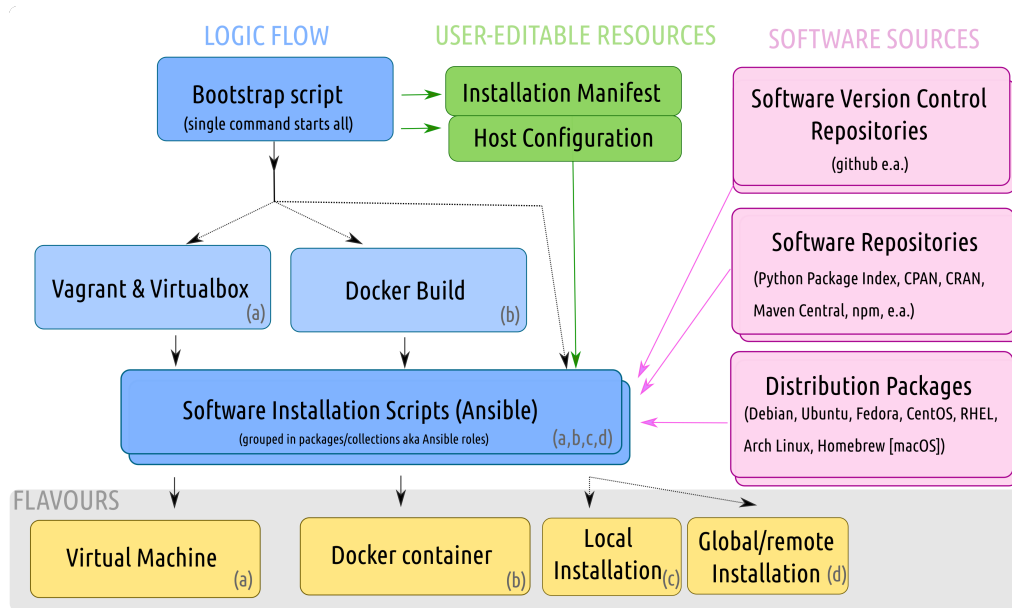 LOGIC FLOW
USER-EDITABLE RESOURCES
SOFTWARE SOURCES
Bootstrap script
(single command starts all)
Installation Manifest
Host Configuration
Software Version Control
Repositories
(github e.a.)
Software Repositories
(Python Package Index, CPAN, CRAN,
Maven Central, npm, e.a.)
Vagrant & Virtualbox
(a)
Docker Build
(b)
Distribution Packages
(Debian, Ubuntu, Fedora, CentOS, RHEL,
Arch Linux, Homebrew [macOS])
Software Installation Scripts (Ansible)
(grouped in packages/collections aka Ansible roles)
(a,b,c,d)
FLAVOURS
Virtual Machine
(a)
Docker container
(b)
Local
Installation
(c)
Global/remote
Installation
(d)